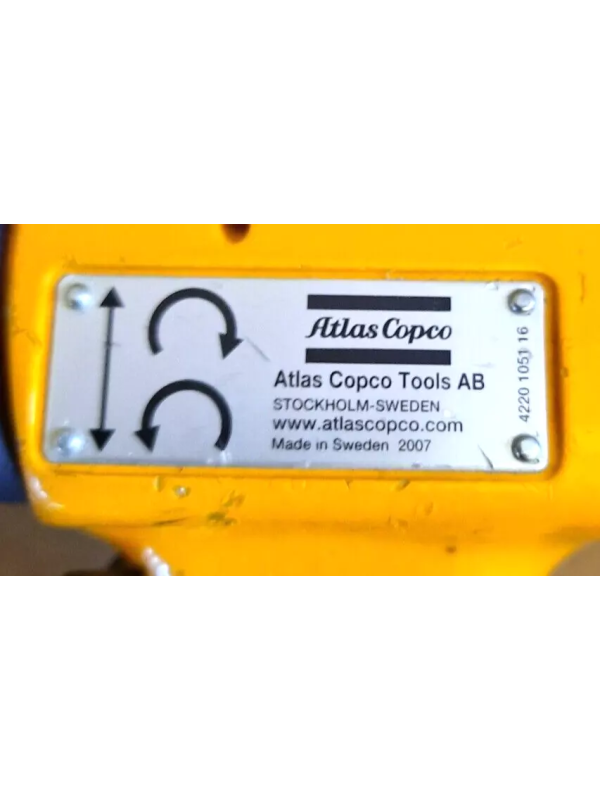 Atlas Copco
Atlas Copco Tools AB
STOCKHOLM-SWEDEN
www.atlascopco.com
Made in Sweden 2007
4220 1051 16